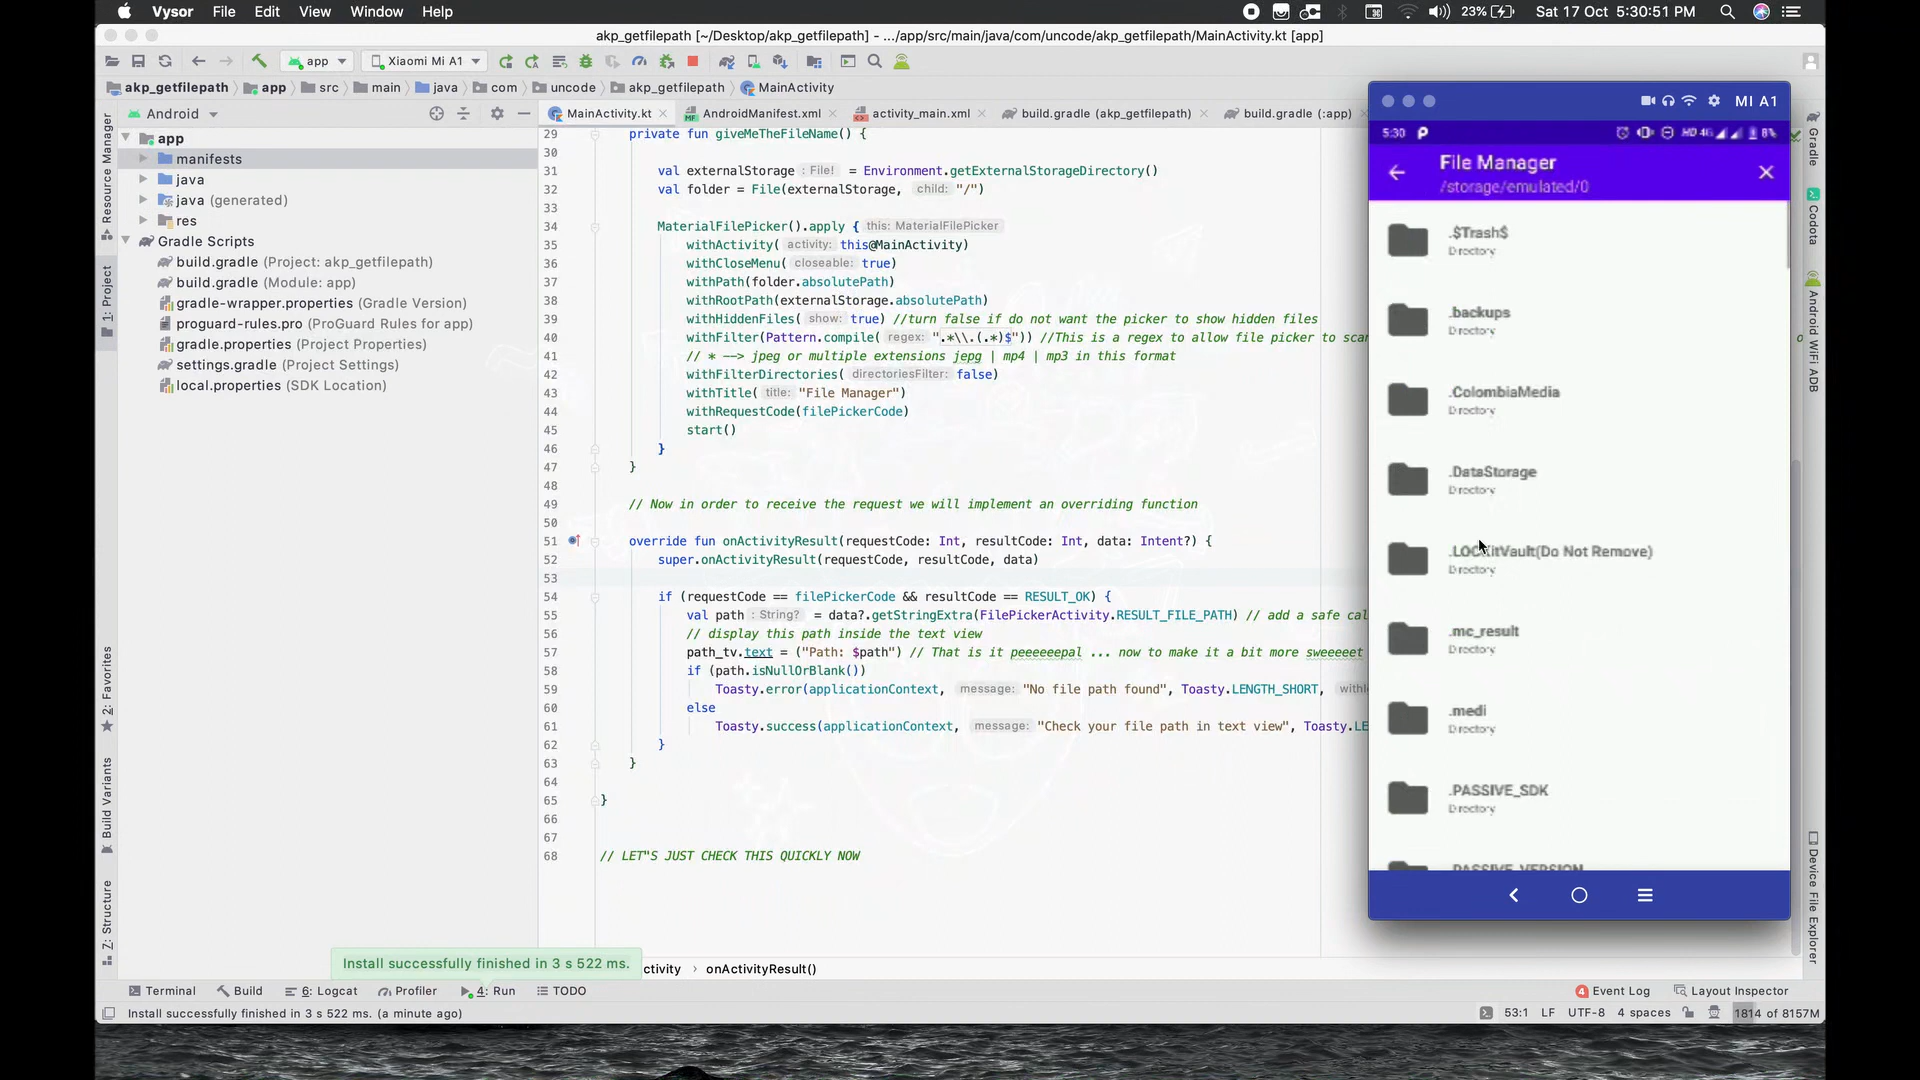 Vysor File Edit View Window Help
23% Sat 17 Oct 5:30:51 PM
akp_getfilepath [~/Desktop/akp_getfilepath] - .../app/src/main/java/com/uncode/akp_getfilepath/MainActivity.kt [app]
app Xiaomi Mi A1
akp_getfilepath app src main java com uncode akp_getfilepath MainActivity
Android
MainActivity.kt AndroidManifest.xml activity_main.xml build.gradle (akp_getfilepath) build.gradle (:app)
app
manifests
java
java (generated)
res
Gradle Scripts
build.gradle (Project: akp_getfilepath)
build.gradle (Module: app)
gradle-wrapper.properties (Gradle Version)
proguard-rules.pro (ProGuard Rules for app)
gradle.properties (Project Properties)
settings.gradle (Project Settings)
local.properties (SDK Location)
Resource Manager
1: Project
2: Favorites
Build Variants
Z: Structure
29 private fun giveMeTheFileName() {
30
31 val externalStorage : File! = Environment.getExternalStorageDirectory()
32 val folder = File(externalStorage, child: "/")
33
34 MaterialFilePicker().apply { this: MaterialFilePicker
35 withActivity( activity: this@MainActivity)
36 withCloseMenu( closeable: true)
37 withPath(folder.absolutePath)
38 withRootPath(externalStorage.absolutePath)
39 withHiddenFiles( show: true) //turn false if do not want the picker to show hidden files
40 withFilter(Pattern.compile( regex: ".*\\.(.*)$")) //This is a regex to allow file picker to scan
41 // * --> jpeg or multiple extensions jepg | mp4 | mp3 in this format
42 withFilterDirectories( directoriesFilter: false)
43 withTitle( title: "File Manager")
44 withRequestCode(filePickerCode)
45 start()
46 }
47 }
48
49 // Now in order to receive the request we will implement an overriding function
50
51 override fun onActivityResult(requestCode: Int, resultCode: Int, data: Intent?) {
52 super.onActivityResult(requestCode, resultCode, data)
53
54 if (requestCode == filePickerCode && resultCode == RESULT_OK) {
55 val path : String? = data?.getStringExtra(FilePickerActivity.RESULT_FILE_PATH) // add a safe cal
56 // display this path inside the text view
57 path_tv.text = ("Path: $path") // That is it peeeeeepal ... now to make it a bit more sweeeeet
58 if (path.isNullOrBlank())
59 Toasty.error(applicationContext, message: "No file path found", Toasty.LENGTH_SHORT, withI
60 else
61 Toasty.success(applicationContext, message: "Check your file path in text view", Toasty.LE
62 }
63 }
64
65 }
66
67
68 // LET"S JUST CHECK THIS QUICKLY NOW
MI A1
5:30 HD 4G 8%
File Manager
/storage/emulated/0
.$Trash$
Directory
.backups
Directory
.ColombiaMedia
Directory
.DataStorage
Directory
.LOCKitVault(Do Not Remove)
Directory
.mc_result
Directory
.medi
Directory
.PASSIVE_SDK
Directory
.PASSIVE_VERSION
Gradle
Codota
Android WiFi ADB
Device File Explorer
Install successfully finished in 3 s 522 ms.
ctivity › onActivityResult()
Terminal Build 6: Logcat Profiler 4: Run TODO
4 Event Log Layout Inspector
Install successfully finished in 3 s 522 ms. (a minute ago)
53:1 LF UTF-8 4 spaces 1814 of 8157M